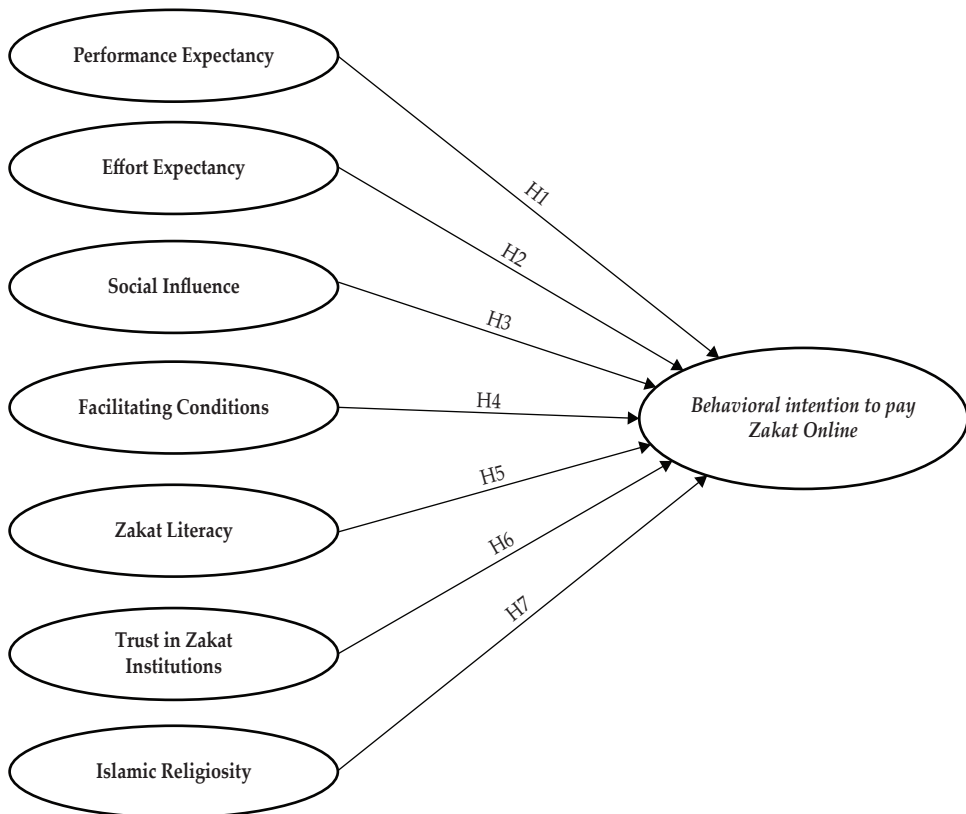 Performance Expectancy
H1
Effort Expectancy
H2
Social Influence
H3
Facilitating Conditions
H4
Behavioral intention to pay
Zakat Online
Zakat Literacy
H5
Trust in Zakat
Institutions
H6
Islamic Religiosity
H7